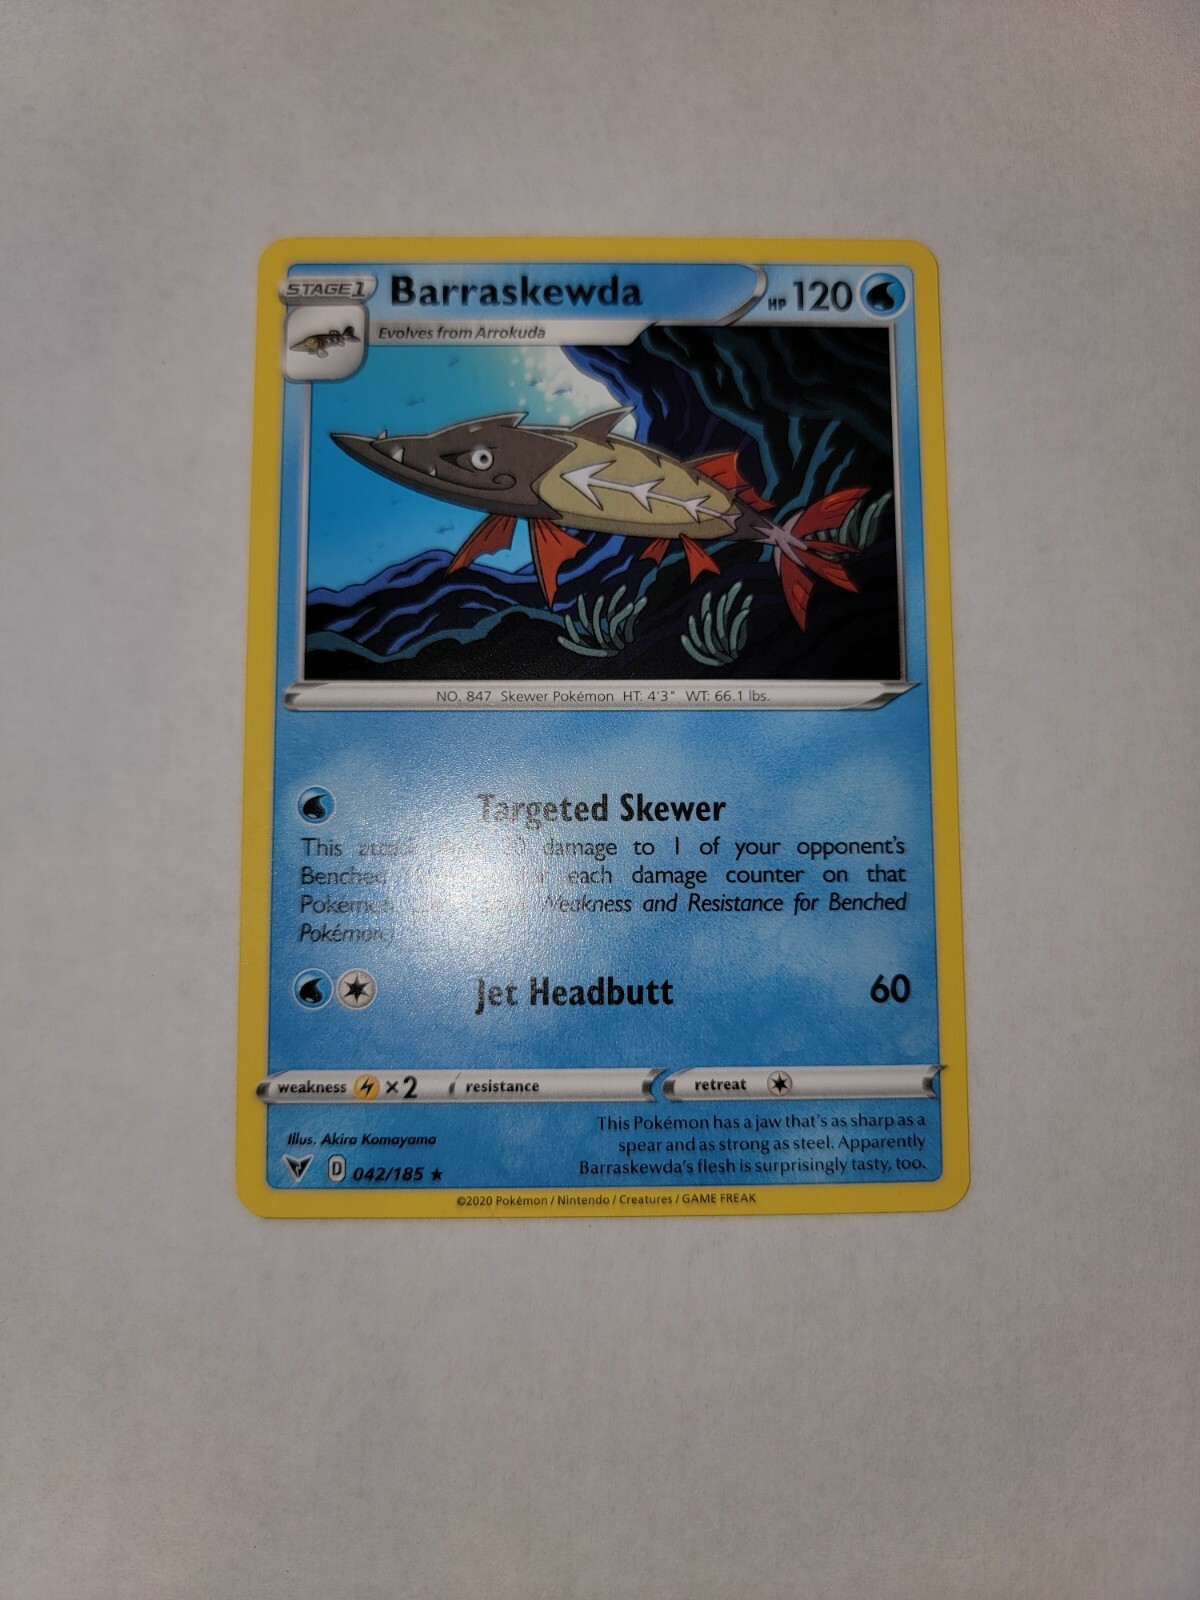 STAGE 1
Barraskewda
HP 120
Evolves from Arrokuda
NO. 847 Skewer Pokémon HT: 4'3" WT: 66.1 lbs.
Targeted Skewer
This damage to 1 of your opponent's
Benched each damage counter on that
Pokémon. Weakness and Resistance for Benched
Pokémon.)
Jet Headbutt 60
weakness ×2 resistance retreat
This Pokémon has a jaw that's as sharp as a
spear and as strong as steel. Apparently
Barraskewda's flesh is surprisingly tasty, too.
Illus. Akira Komayama
D 042/185 ★
©2020 Pokémon / Nintendo / Creatures / GAME FREAK